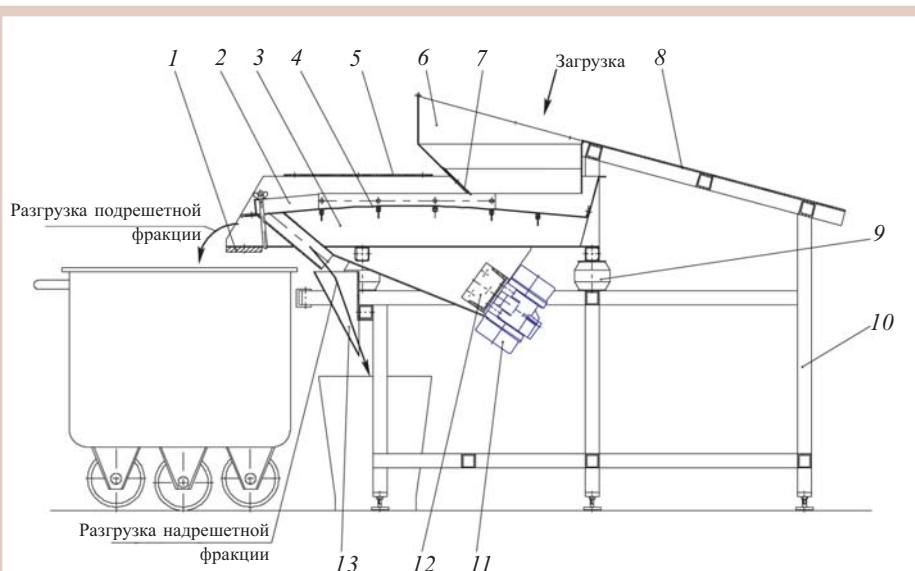 1 2 3 4 5 6 7 Загрузка 8
Разгрузка подрешетной
фракции
9
10
Разгрузка надрешетной
фракции
13 12 11